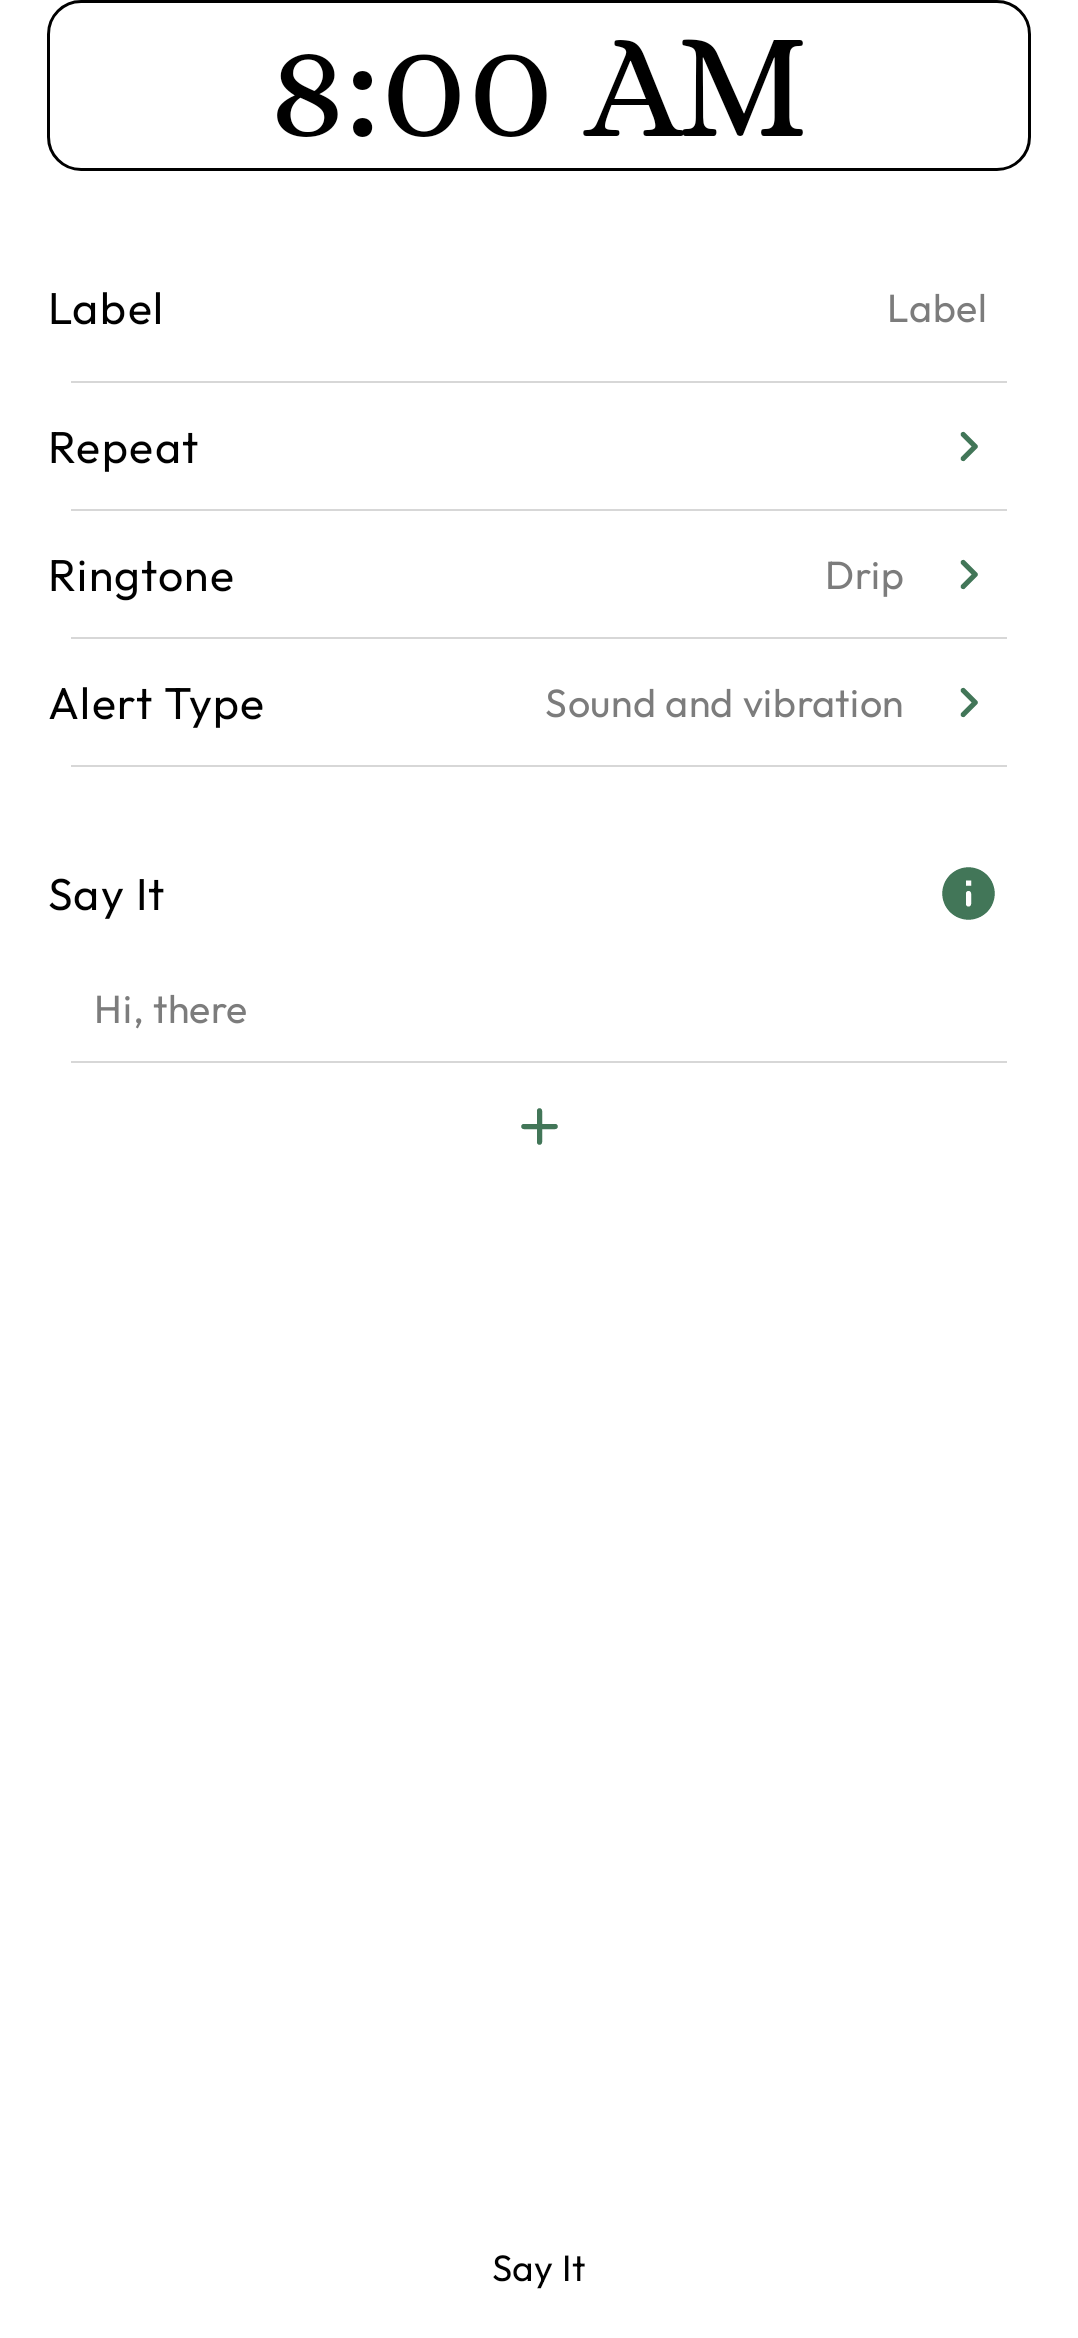 8:00 AM
Label Label
Repeat
Ringtone Drip
Alert Type Sound and vibration
Say It
Hi, there
Say It